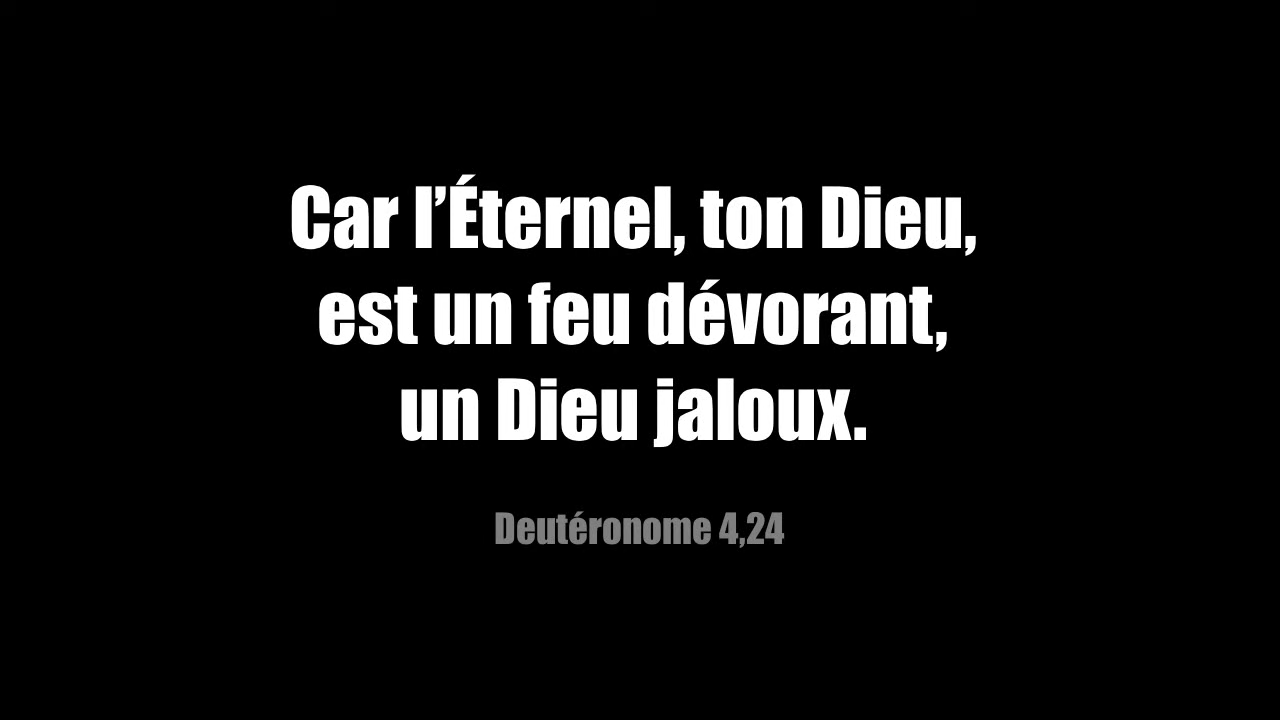 Car l’Éternel, ton Dieu,
est un feu dévorant,
un Dieu jaloux.
Deutéronome 4,24